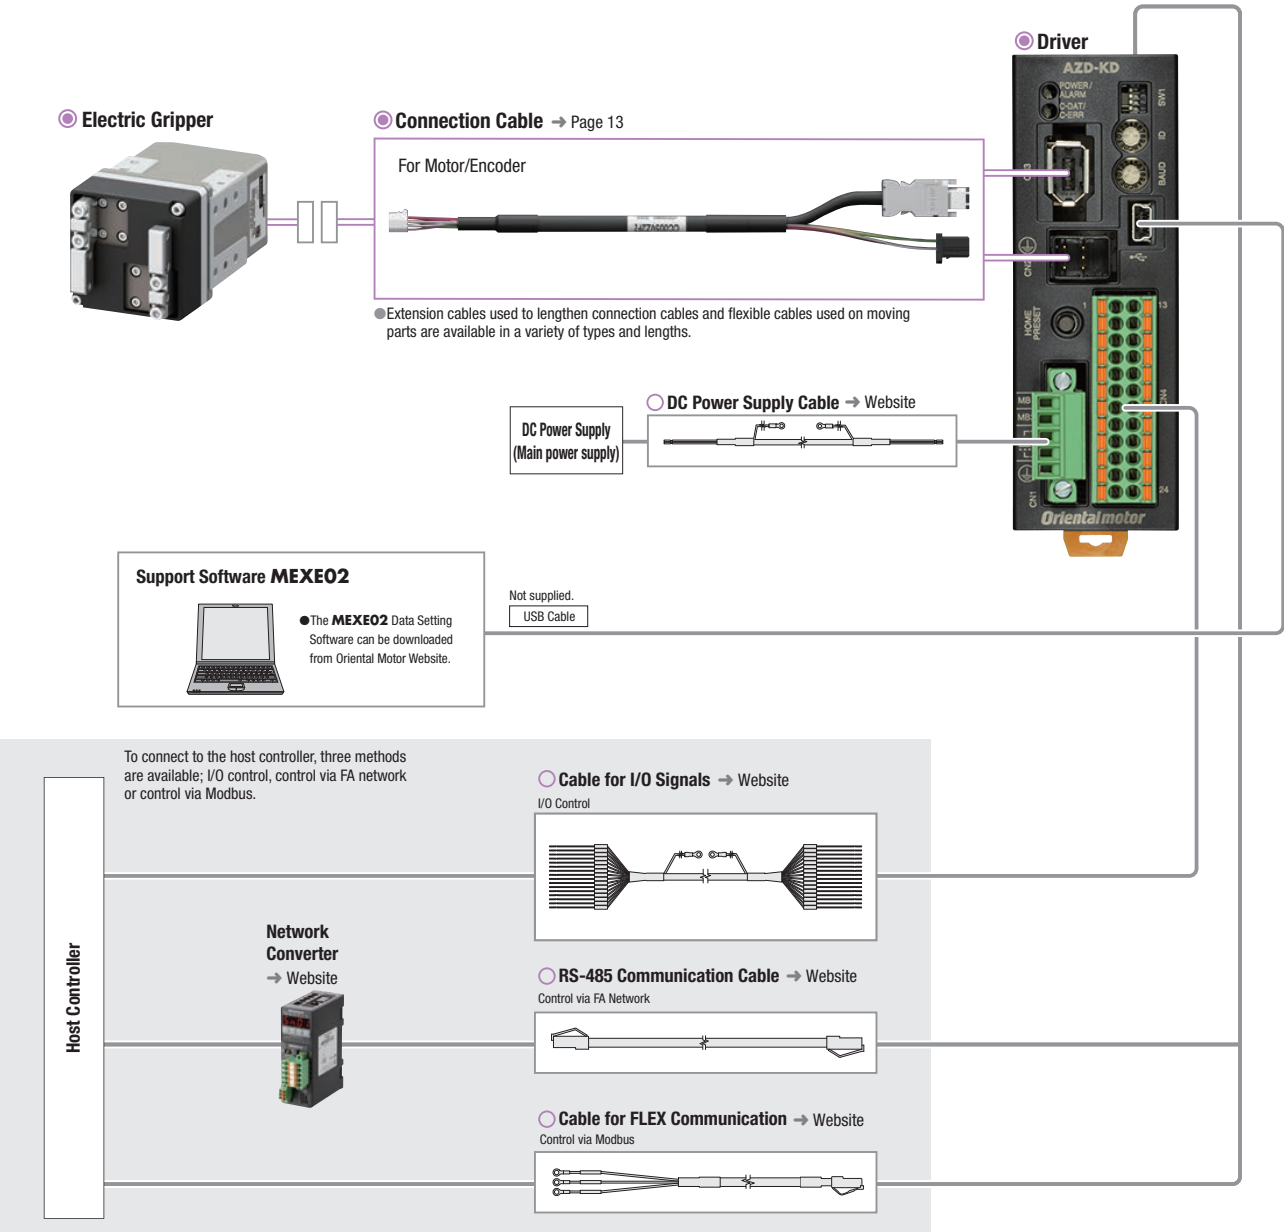 Driver
AZD-KD
POWER/
ALARM
C-DAT/
C-ERR
SW1
ID
BAUD
CN2
HOME
PRESET
1
13
CN4
MB
24
CN1
Orientalmotor
Electric Gripper
Connection Cable → Page 13
For Motor/Encoder
CC005VZ2F2
Extension cables used to lengthen connection cables and flexible cables used on moving
parts are available in a variety of types and lengths.
DC Power Supply Cable → Website
DC Power Supply
(Main power supply)
Support Software MEXE02
The MEXE02 Data Setting
Software can be downloaded
from Oriental Motor Website.
Not supplied.
USB Cable
To connect to the host controller, three methods
are available; I/O control, control via FA network
or control via Modbus.
Host Controller
Cable for I/O Signals → Website
I/O Control
Network
Converter
→ Website
RS-485 Communication Cable → Website
Control via FA Network
Cable for FLEX Communication → Website
Control via Modbus